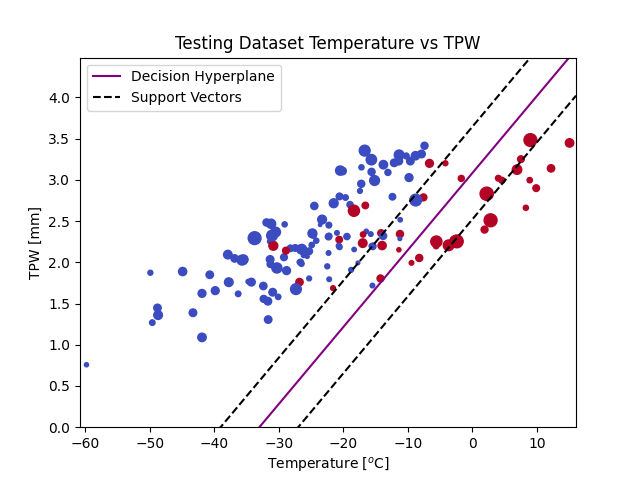 Testing Dataset Temperature vs TPW
Decision Hyperplane
Support Vectors
TPW [mm]
4.0
3.5
3.0
2.5
2.0
1.5
1.0
0.5
0.0
−60 −50 −40 −30 −20 −10 0 10
Temperature [°C]